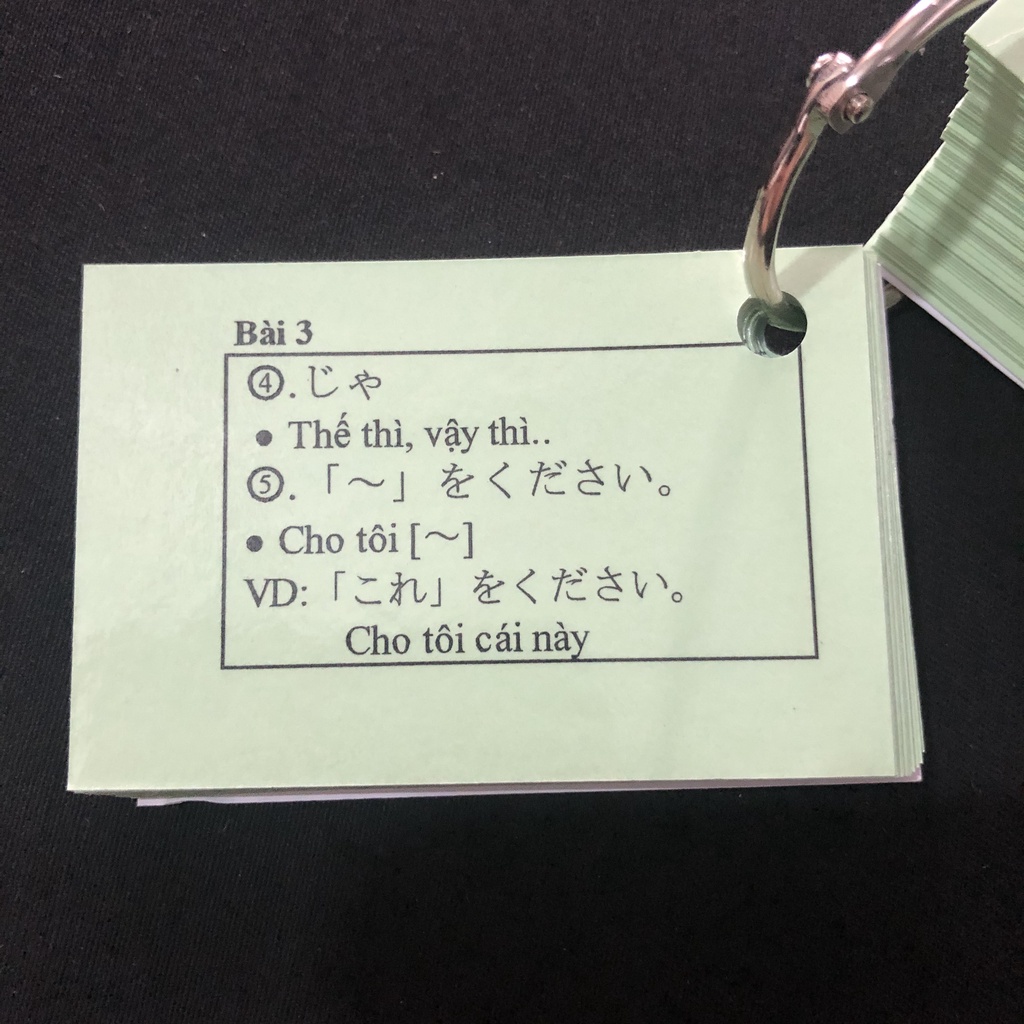 Bài 3
④. じゃ
● Thế thì, vậy thì..
⑤. 「～」をください。
● Cho tôi [～]
VD: 「これ」をください。
Cho tôi cái này